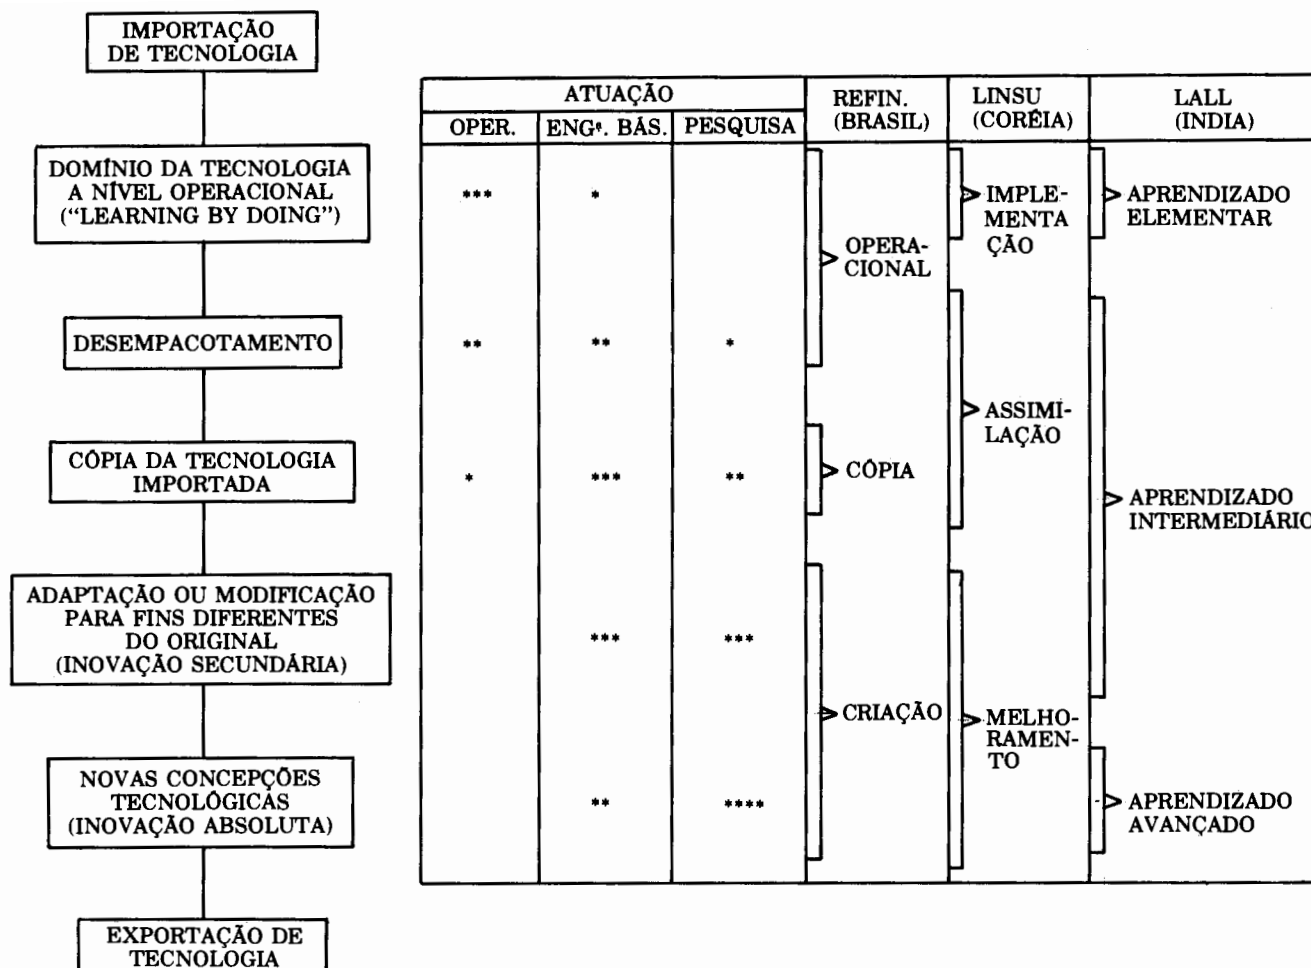 IMPORTAÇÃO
DE TECNOLOGIA
DOMÍNIO DA TECNOLOGIA
A NÍVEL OPERACIONAL
(“LEARNING BY DOING”)
DESEMPACOTAMENTO
CÓPIA DA TECNOLOGIA
IMPORTADA
ADAPTAÇÃO OU MODIFICAÇÃO
PARA FINS DIFERENTES
DO ORIGINAL
(INOVAÇÃO SECUNDÁRIA)
NOVAS CONCEPÇÕES
TECNOLÓGICAS
(INOVAÇÃO ABSOLUTA)
EXPORTAÇÃO DE
TECNOLOGIA
ATUAÇÃO
OPER. ENGª. BÁS. PESQUISA
REFIN.
(BRASIL)
LINSU
(CORÉIA)
LALL
(INDIA)
*** *
** ** *
* *** **
*** ***
** ****
OPERA-
CIONAL
CÓPIA
CRIAÇÃO
IMPLE-
MENTA
ÇÃO
ASSIMI-
LAÇÃO
MELHO-
RAMEN-
TO
APRENDIZADO
ELEMENTAR
APRENDIZADO
INTERMEDIÁRIO
APRENDIZADO
AVANÇADO